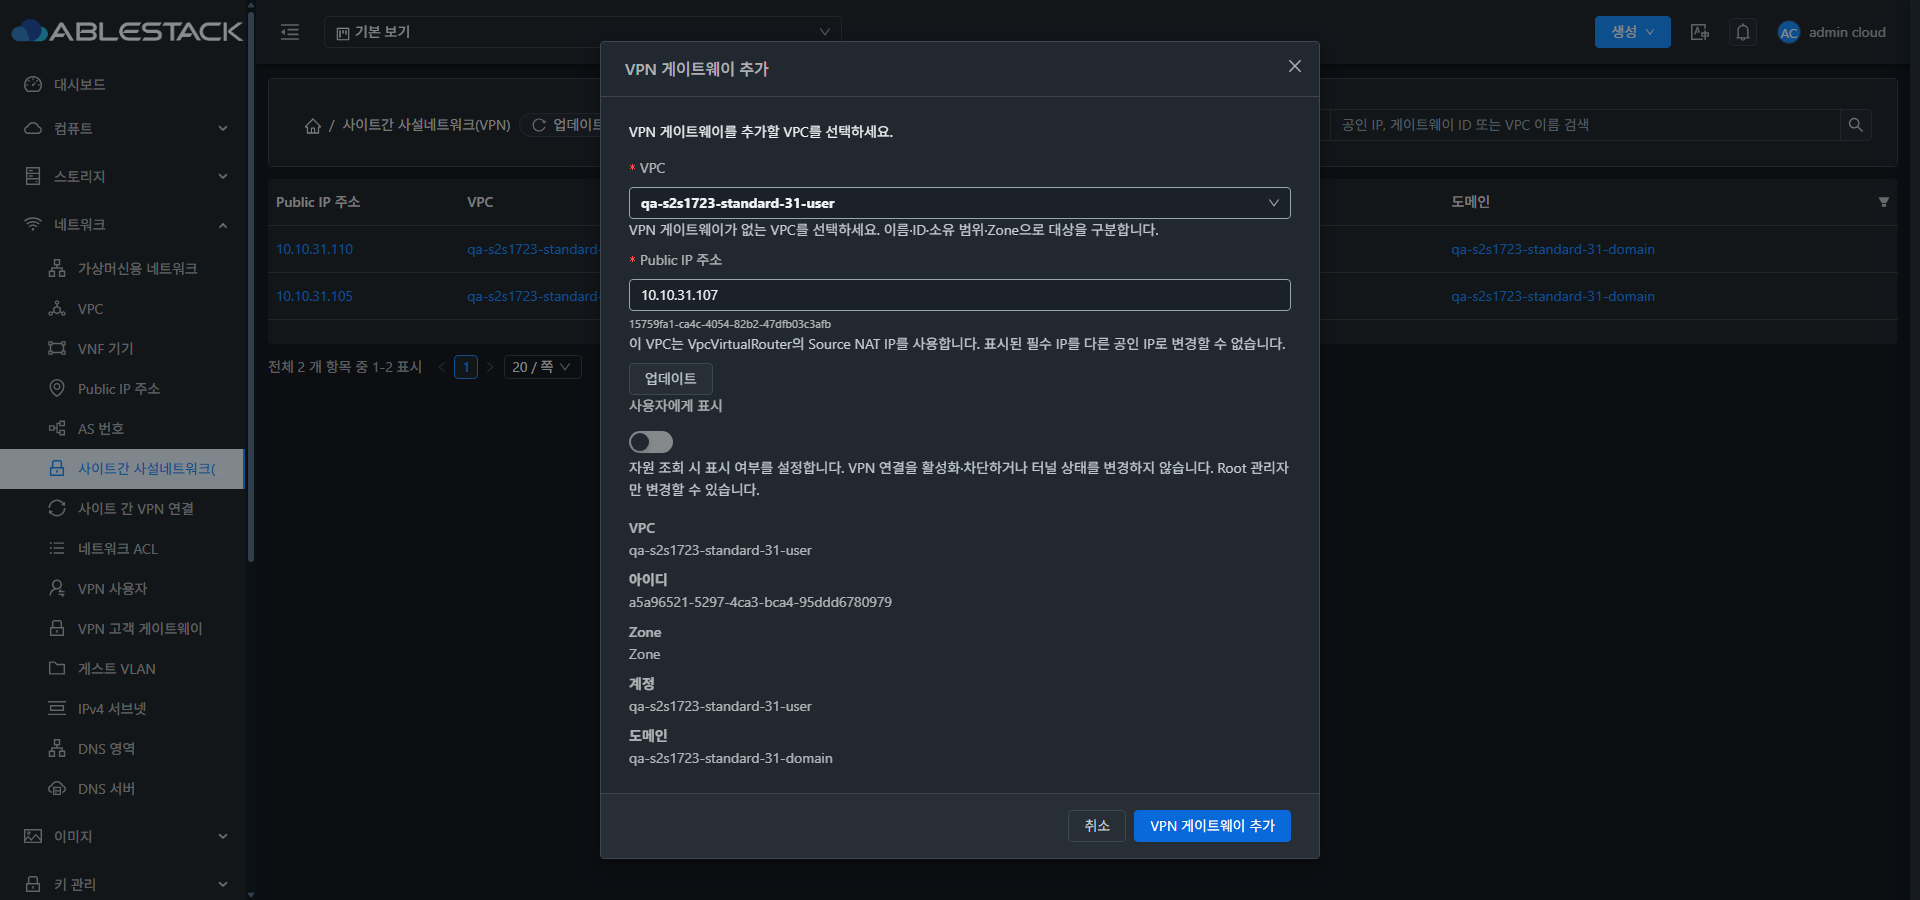 ABLESTACK
기본 보기
생성
AC
admin cloud
대시보드
컴퓨트
스토리지
네트워크
가상머신용 네트워크
VPC
VNF 기기
Public IP 주소
AS 번호
사이트간 사설네트워크(
사이트 간 VPN 연결
네트워크 ACL
VPN 사용자
VPN 고객 게이트웨이
게스트 VLAN
IPv4 서브넷
DNS 영역
DNS 서버
이미지
키 관리
/ 사이트간 사설네트워크(VPN)
업데이트
공인 IP, 게이트웨이 ID 또는 VPC 이름 검색
Public IP 주소
VPC
도메인
10.10.31.110
qa-s2s1723-standard-
qa-s2s1723-standard-31-domain
10.10.31.105
qa-s2s1723-standard-
qa-s2s1723-standard-31-domain
전체 2 개 항목 중 1-2 표시
1
20 / 쪽
VPN 게이트웨이 추가
VPN 게이트웨이를 추가할 VPC를 선택하세요.
* VPC
qa-s2s1723-standard-31-user
VPN 게이트웨이가 없는 VPC를 선택하세요. 이름·ID·소유 범위·Zone으로 대상을 구분합니다.
* Public IP 주소
10.10.31.107
15759fa1-ca4c-4054-82b2-47dfb03c3afb
이 VPC는 VpcVirtualRouter의 Source NAT IP를 사용합니다. 표시된 필수 IP를 다른 공인 IP로 변경할 수 없습니다.
업데이트
사용자에게 표시
자원 조회 시 표시 여부를 설정합니다. VPN 연결을 활성화·차단하거나 터널 상태를 변경하지 않습니다. Root 관리자
만 변경할 수 있습니다.
VPC
qa-s2s1723-standard-31-user
아이디
a5a96521-5297-4ca3-bca4-95ddd6780979
Zone
Zone
계정
qa-s2s1723-standard-31-user
도메인
qa-s2s1723-standard-31-domain
취소
VPN 게이트웨이 추가